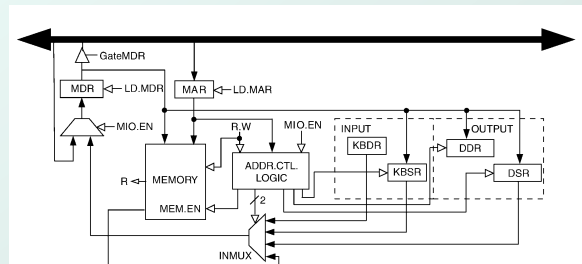 GateMDR
MDR
LD.MDR
MAR
LD.MAR
MIO.EN
R.W
MIO.EN
INPUT
OUTPUT
KBDR
DDR
ADDR.CTL.
LOGIC
R
MEMORY
KBSR
DSR
MEM.EN
2
INMUX